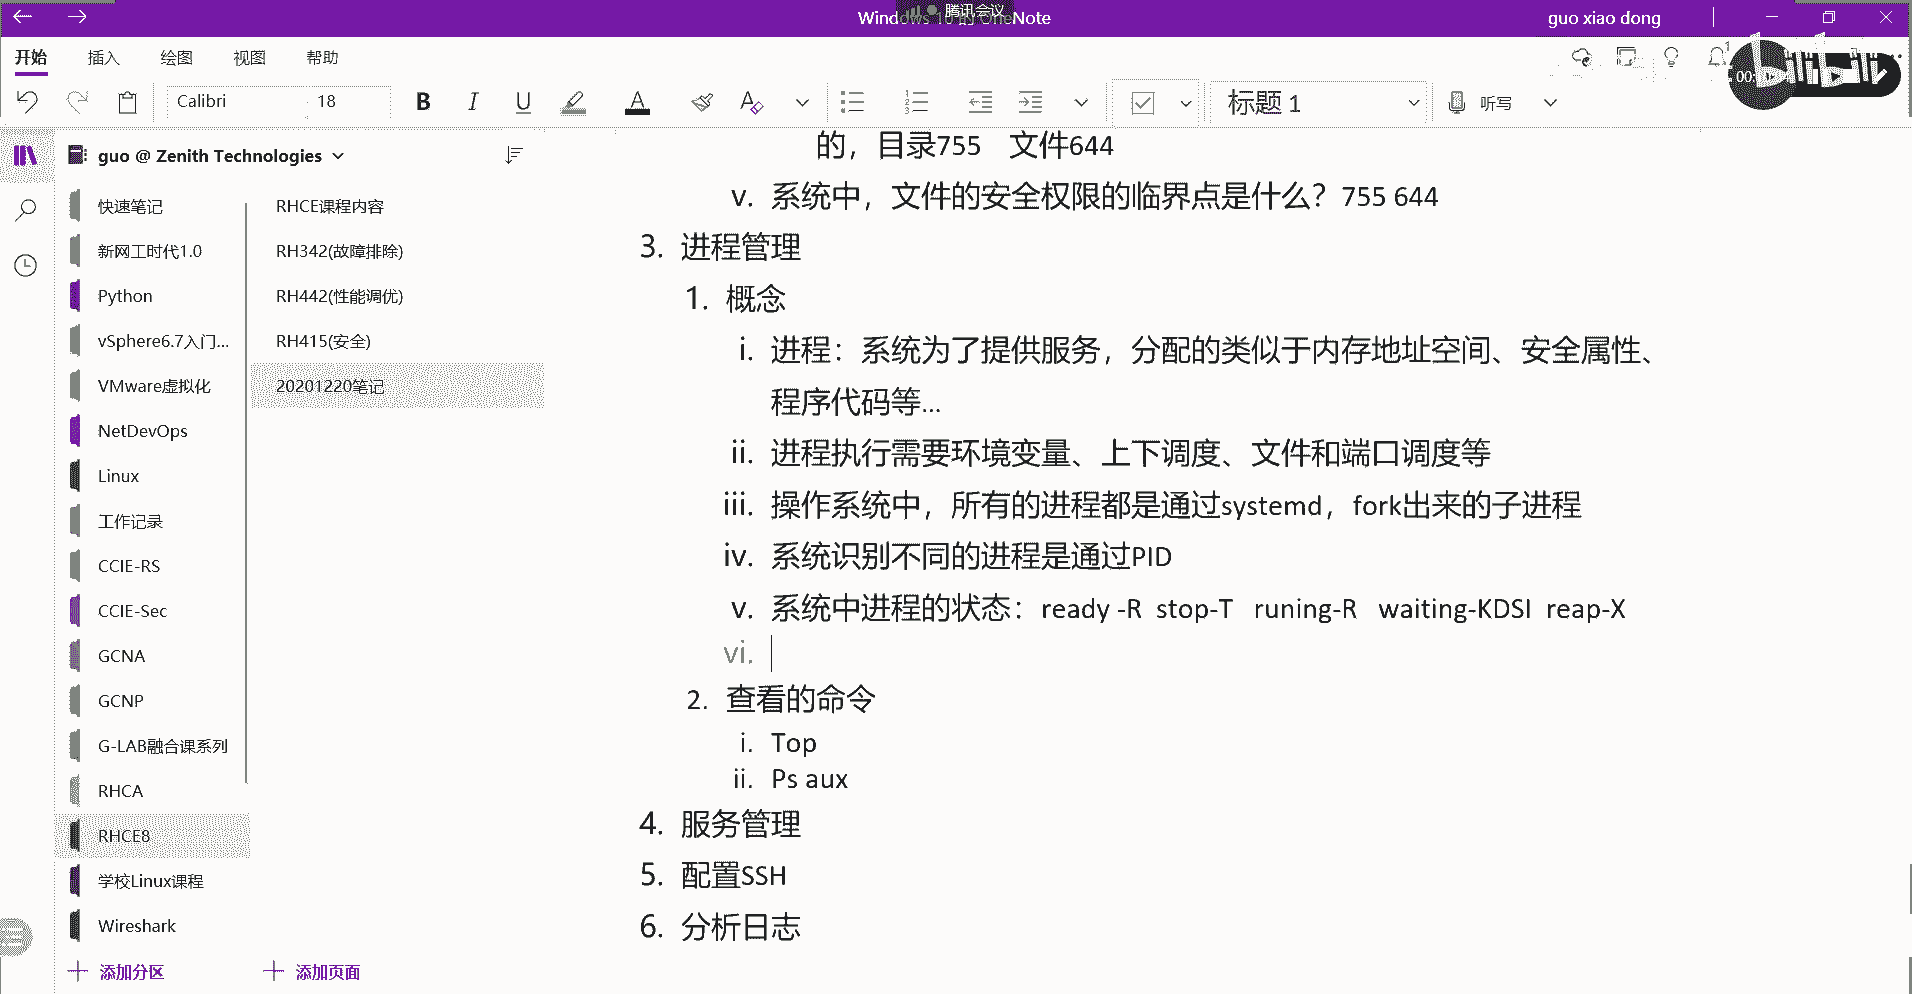 Windows 10 的 OneNote
腾讯会议
guo xiao dong
开始 插入 绘图 视图 帮助
Calibri 18 B I U A A 标题 1 听写
bilibili
guo @ Zenith Technologies
快速笔记
新网工时代1.0
Python
vSphere6.7入门...
VMware虚拟化
NetDevOps
Linux
工作记录
CCIE-RS
CCIE-Sec
GCNA
GCNP
G-LAB融合课系列
RHCA
RHCE8
学校Linux课程
Wireshark
添加分区
RHCE课程内容
RH342(故障排除)
RH442(性能调优)
RH415(安全)
20201220笔记
添加页面
的，目录755 文件644
v. 系统中，文件的安全权限的临界点是什么？755 644
3. 进程管理
1. 概念
i. 进程：系统为了提供服务，分配的类似于内存地址空间、安全属性、
程序代码等...
ii. 进程执行需要环境变量、上下调度、文件和端口调度等
iii. 操作系统中，所有的进程都是通过systemd，fork出来的子进程
iv. 系统识别不同的进程是通过PID
v. 系统中进程的状态：ready -R stop-T runing-R waiting-KDSI reap-X
vi.
2. 查看的命令
i. Top
ii. Ps aux
4. 服务管理
5. 配置SSH
6. 分析日志